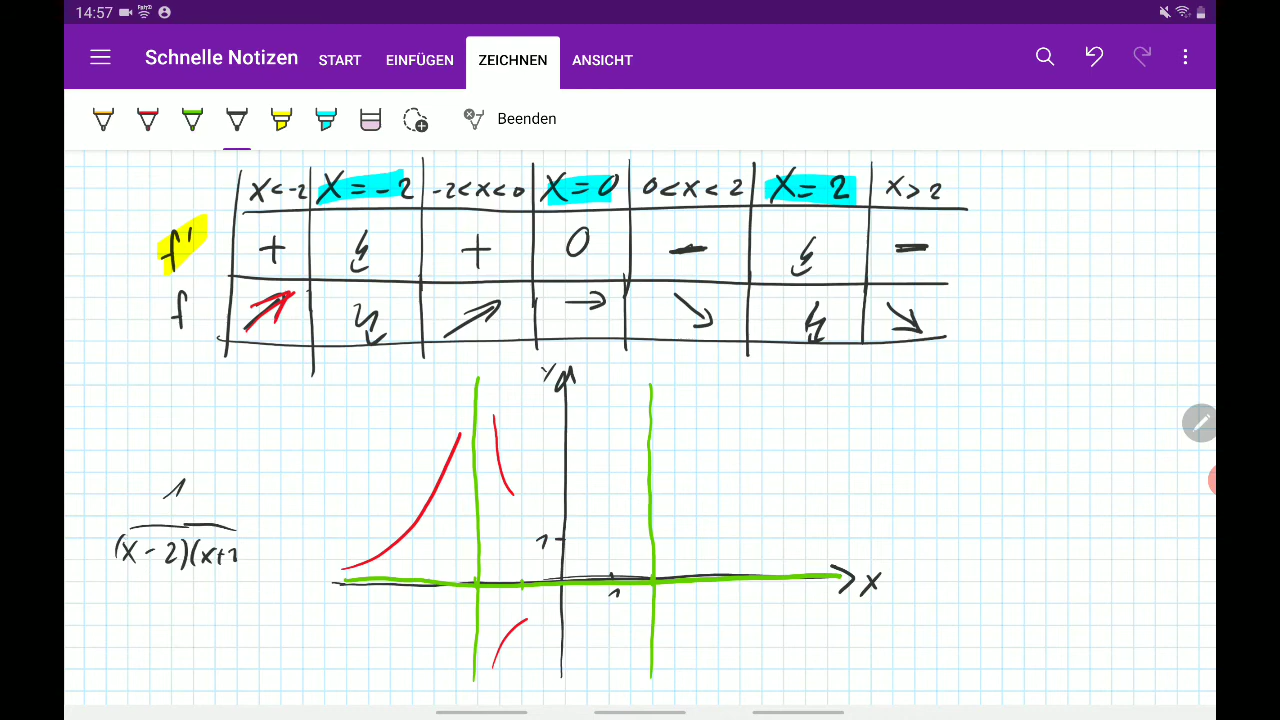 14:57
Schnelle Notizen START EINFÜGEN ZEICHNEN ANSICHT
Beenden
x < -2 x = -2 -2 < x < 0 x = 0 0 < x < 2 x = 2 x > 2
f' + ↯ + 0 - ↯ -
f ↗ ↯ ↗ → ↘ ↯ ↘
y
1
1
(x - 2)(x+
x
1